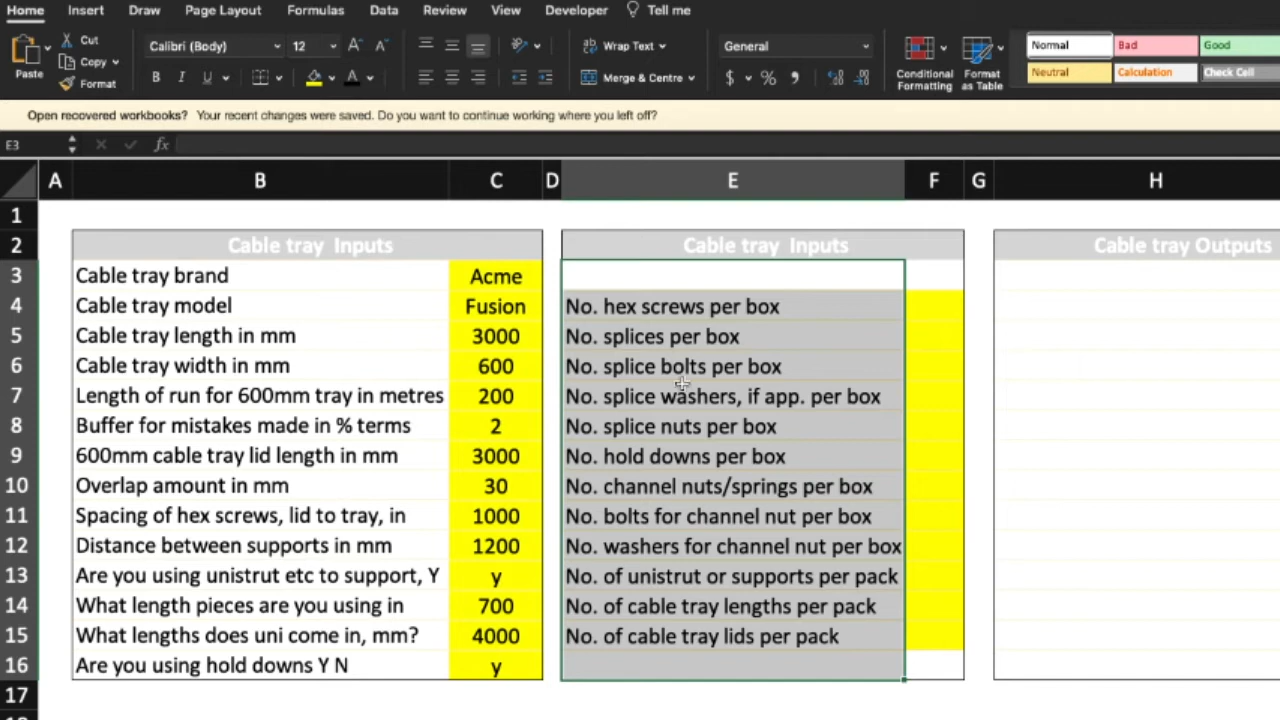 Home Insert Draw Page Layout Formulas Data Review View Developer Tell me
Cut
Copy
Format
Paste
Calibri (Body) 12 A A
B I U A
Wrap Text
Merge & Centre
General
$ %
Conditional Formatting
Format as Table
Normal Bad Good
Neutral Calculation Check Cell
Open recovered workbooks? Your recent changes were saved. Do you want to continue working where you left off?
E3 fx
A B C D E F G H
1
2 Cable tray Inputs Cable tray Inputs Cable tray Outputs
3 Cable tray brand Acme
4 Cable tray model Fusion No. hex screws per box
5 Cable tray length in mm 3000 No. splices per box
6 Cable tray width in mm 600 No. splice bolts per box
7 Length of run for 600mm tray in metres 200 No. splice washers, if app. per box
8 Buffer for mistakes made in % terms 2 No. splice nuts per box
9 600mm cable tray lid length in mm 3000 No. hold downs per box
10 Overlap amount in mm 30 No. channel nuts/springs per box
11 Spacing of hex screws, lid to tray, in 1000 No. bolts for channel nut per box
12 Distance between supports in mm 1200 No. washers for channel nut per box
13 Are you using unistrut etc to support, Y y No. of unistrut or supports per pack
14 What length pieces are you using in 700 No. of cable tray lengths per pack
15 What lengths does uni come in, mm? 4000 No. of cable tray lids per pack
16 Are you using hold downs Y N y
17